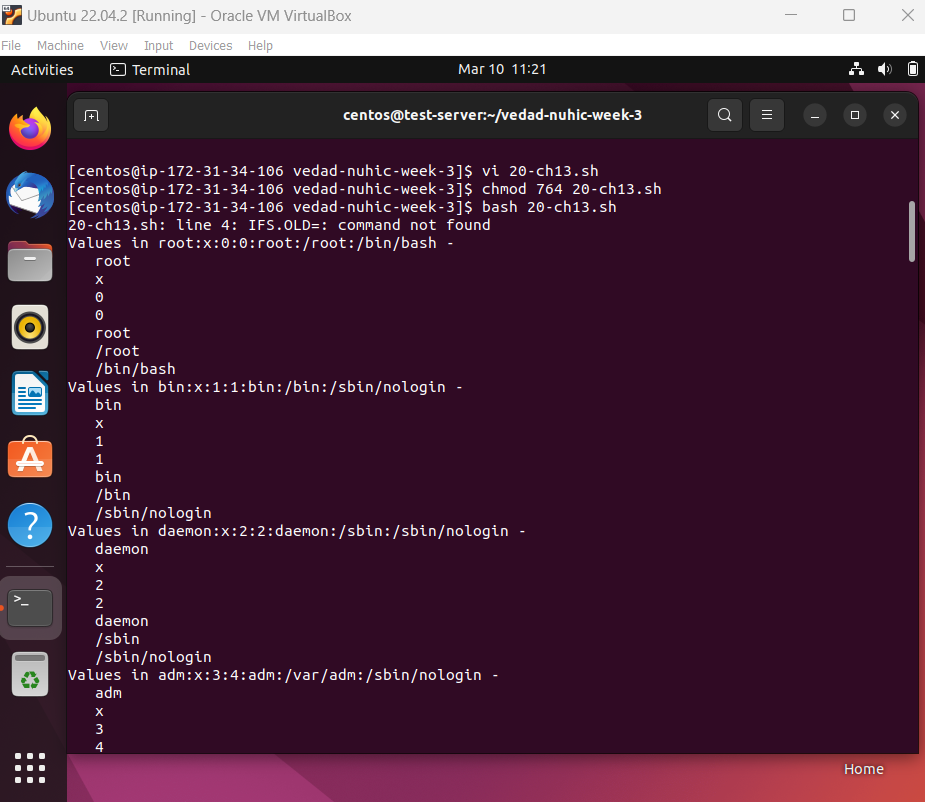 Ubuntu 22.04.2 [Running] - Oracle VM VirtualBox
File Machine View Input Devices Help
Activities Terminal Mar 10 11:21
centos@test-server:~/vedad-nuhic-week-3
[centos@ip-172-31-34-106 vedad-nuhic-week-3]$ vi 20-ch13.sh
[centos@ip-172-31-34-106 vedad-nuhic-week-3]$ chmod 764 20-ch13.sh
[centos@ip-172-31-34-106 vedad-nuhic-week-3]$ bash 20-ch13.sh
20-ch13.sh: line 4: IFS.OLD=: command not found
Values in root:x:0:0:root:/root:/bin/bash -
   root
   x
   0
   0
   root
   /root
   /bin/bash
Values in bin:x:1:1:bin:/bin:/sbin/nologin -
   bin
   x
   1
   1
   bin
   /bin
   /sbin/nologin
Values in daemon:x:2:2:daemon:/sbin:/sbin/nologin -
   daemon
   x
   2
   2
   daemon
   /sbin
   /sbin/nologin
Values in adm:x:3:4:adm:/var/adm:/sbin/nologin -
   adm
   x
   3
   4
Home